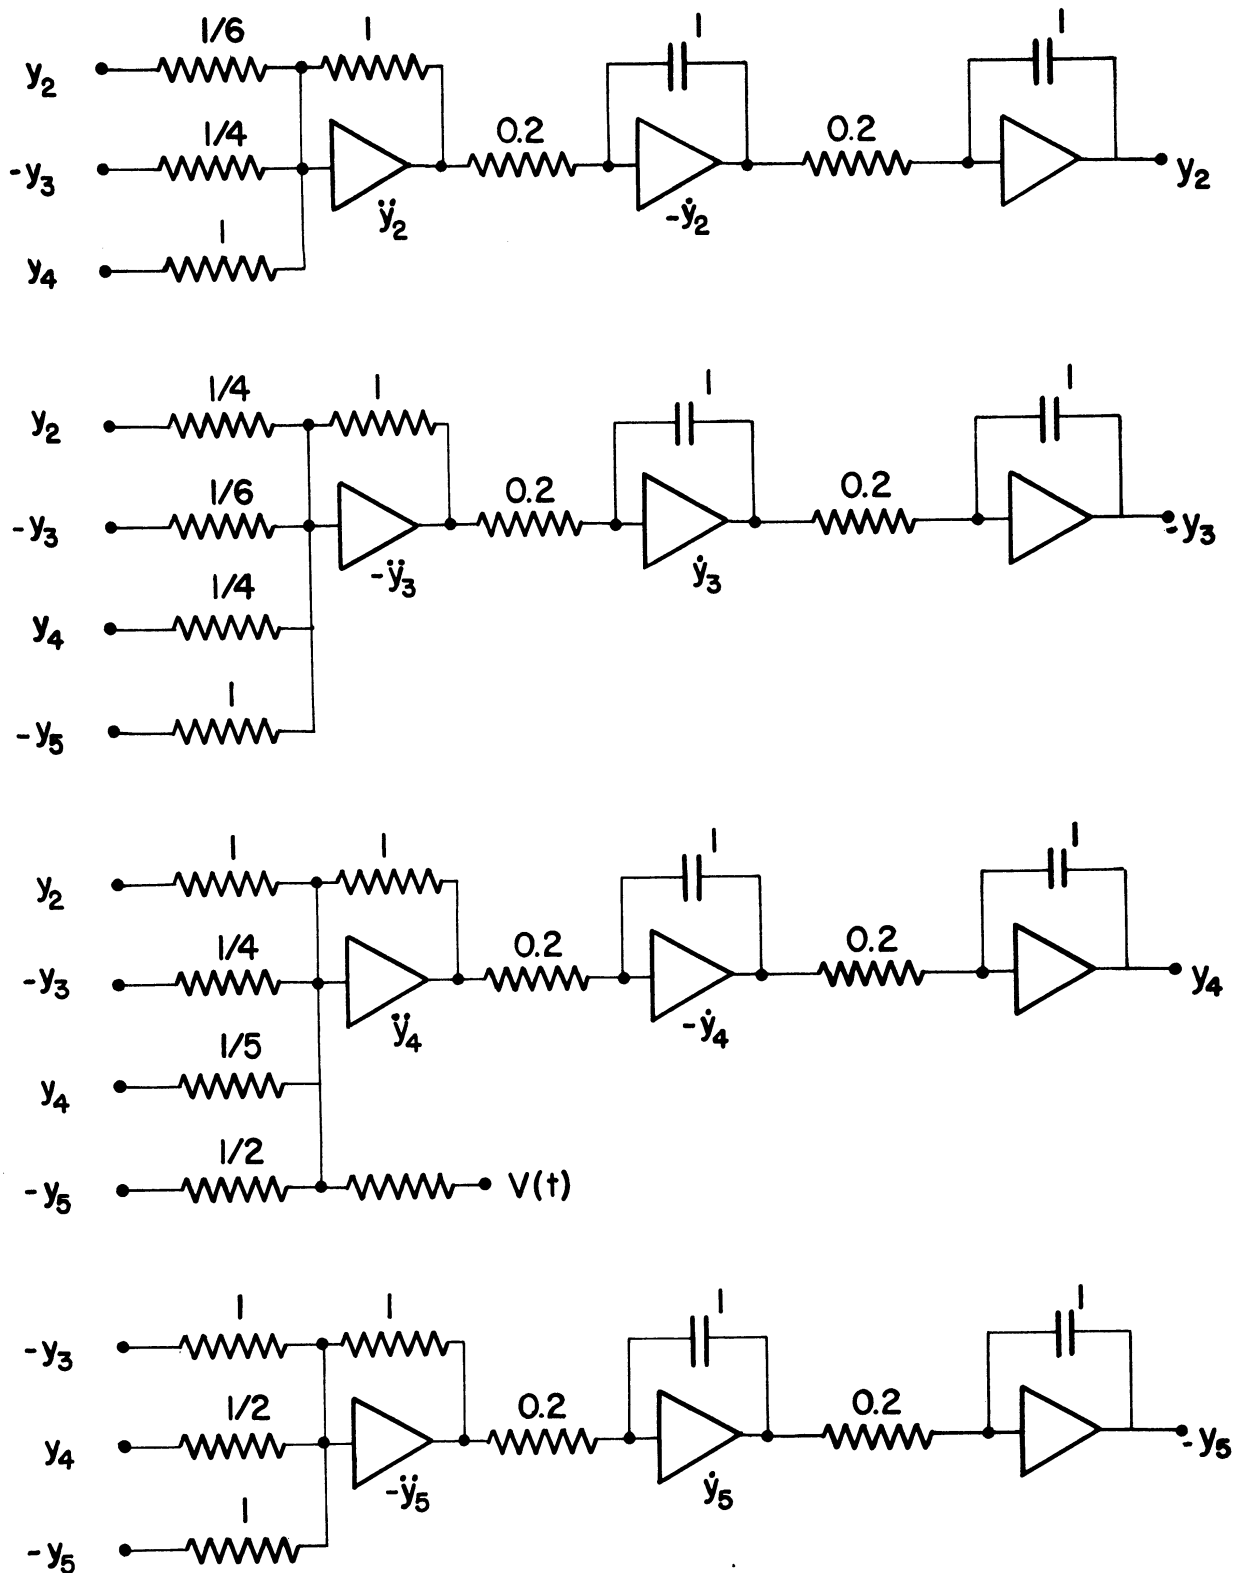 1/6 1 1 1
y₂
1/4 0.2 0.2
-y₃ y₂
ÿ₂ -ẏ₂
1
y₄
1/4 1 1 1
y₂
1/6 0.2 0.2
-y₃ -y₃
-ÿ₃ ẏ₃
1/4
y₄
1
-y₅
1 1 1 1
y₂
1/4 0.2 0.2
-y₃ y₄
ÿ₄ -ẏ₄
1/5
y₄
1/2
-y₅ V(t)
1 1 1 1
-y₃
1/2 0.2 0.2
y₄ -y₅
-ÿ₅ ẏ₅
1
-y₅